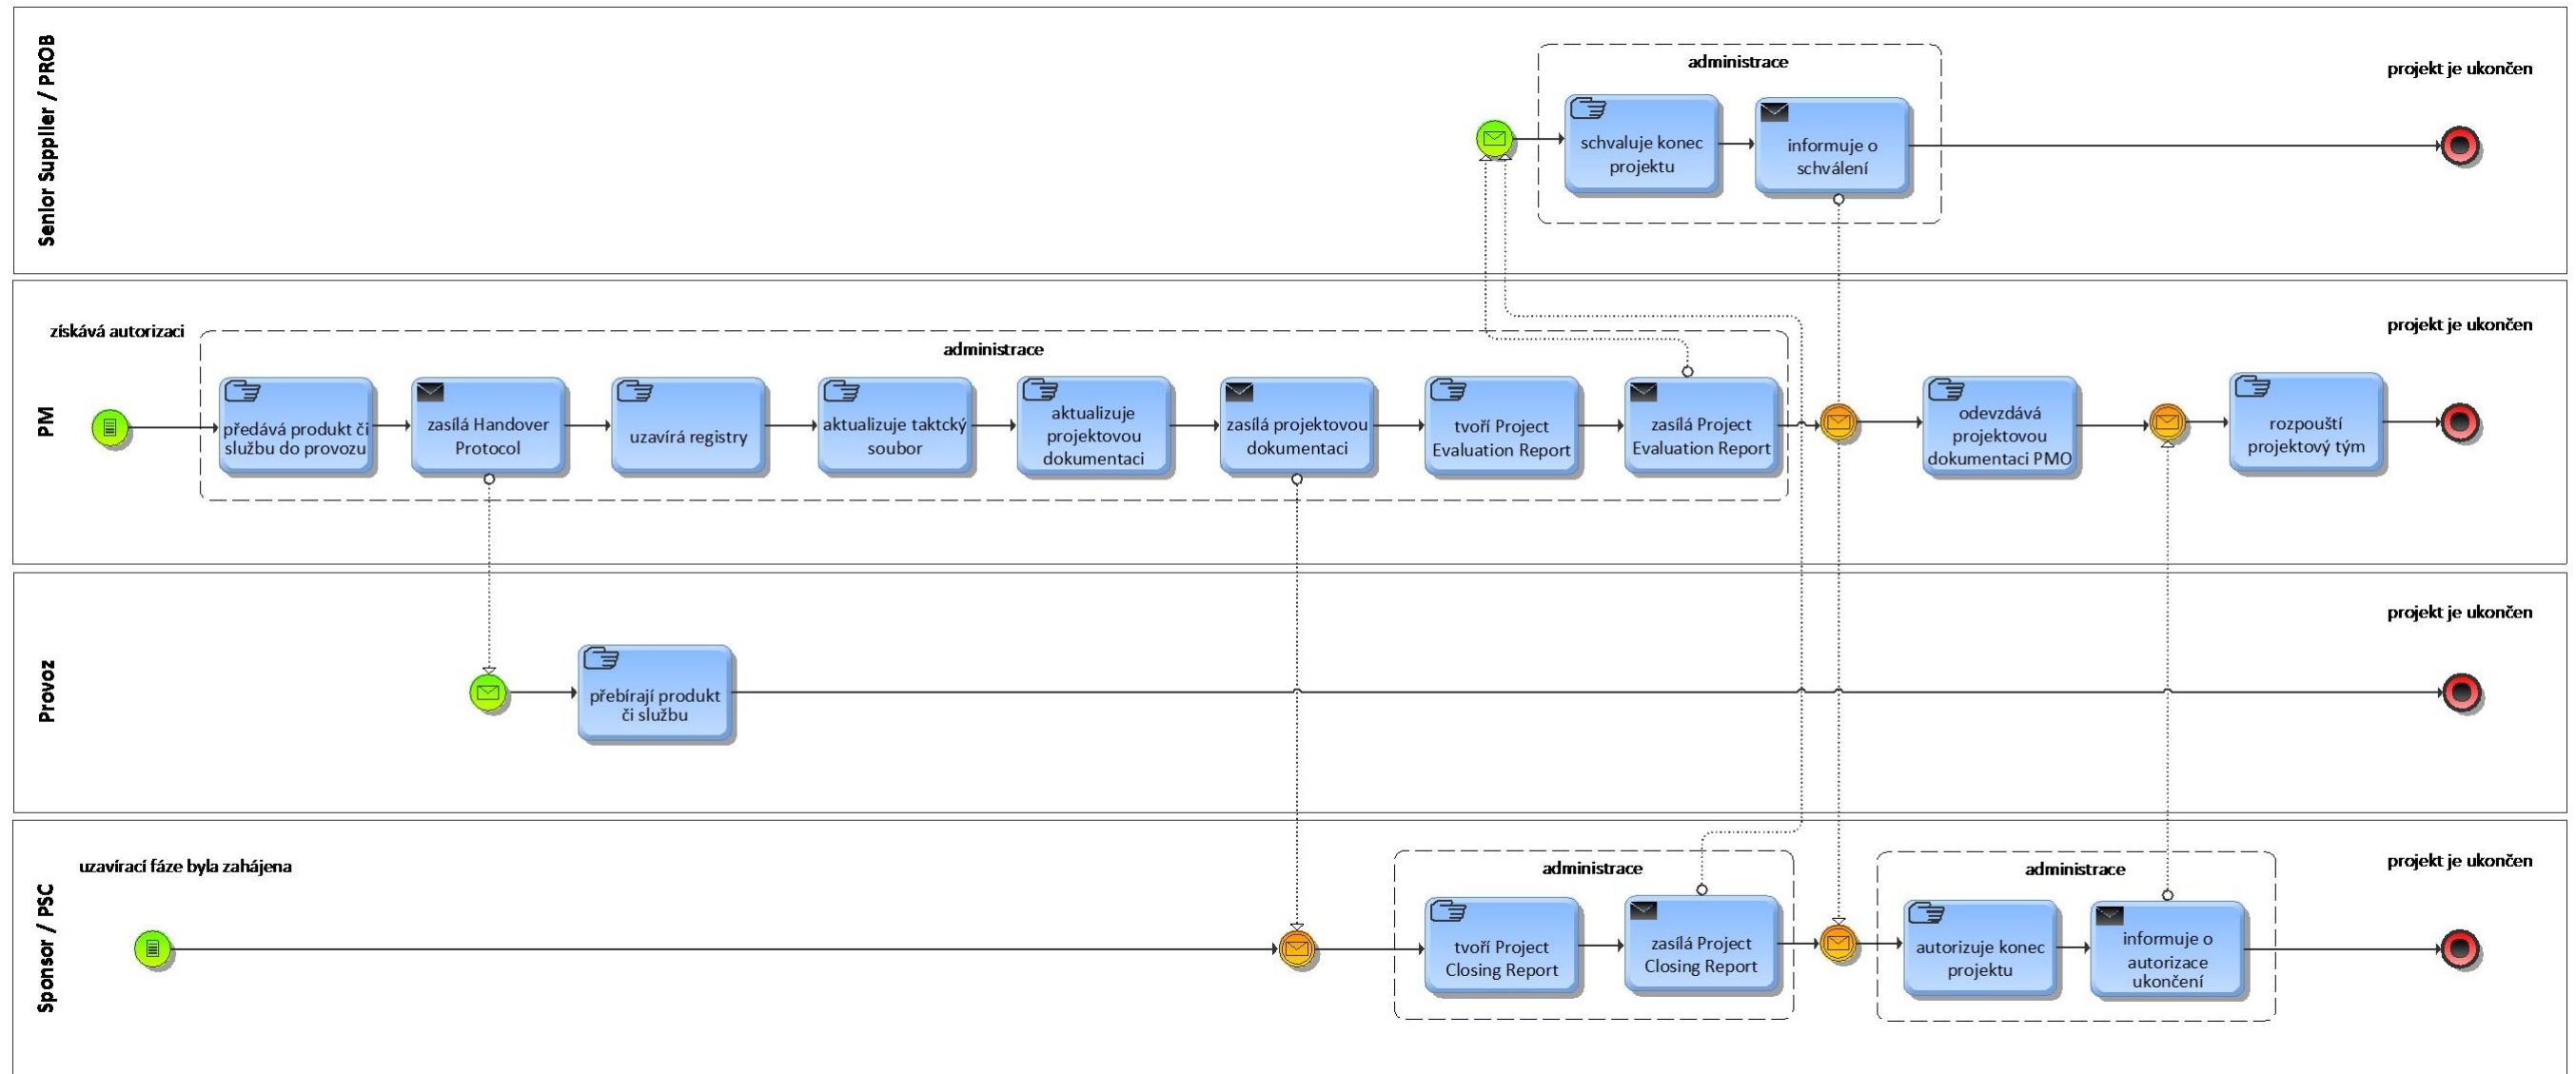 Senior Supplier / PROB
administrace
projekt je ukončen
schvaluje konec
projektu
informuje o
schválení
PM
získává autorizaci
administrace
projekt je ukončen
předává produkt či
službu do provozu
zasílá Handover
Protocol
uzavírá registry
aktualizuje taktcký
soubor
aktualizuje
projektovou
dokumentaci
zasílá projektovou
dokumentaci
tvoří Project
Evaluation Report
zasílá Project
Evaluation Report
odevzdává
projektovou
dokumentaci PMO
rozpouští
projektový tým
Provoz
projekt je ukončen
přebírají produkt
či službu
Sponsor / PSC
uzavírací fáze byla zahájena
administrace
administrace
projekt je ukončen
tvoří Project
Closing Report
zasílá Project
Closing Report
autorizuje konec
projektu
informuje o
autorizace
ukončení